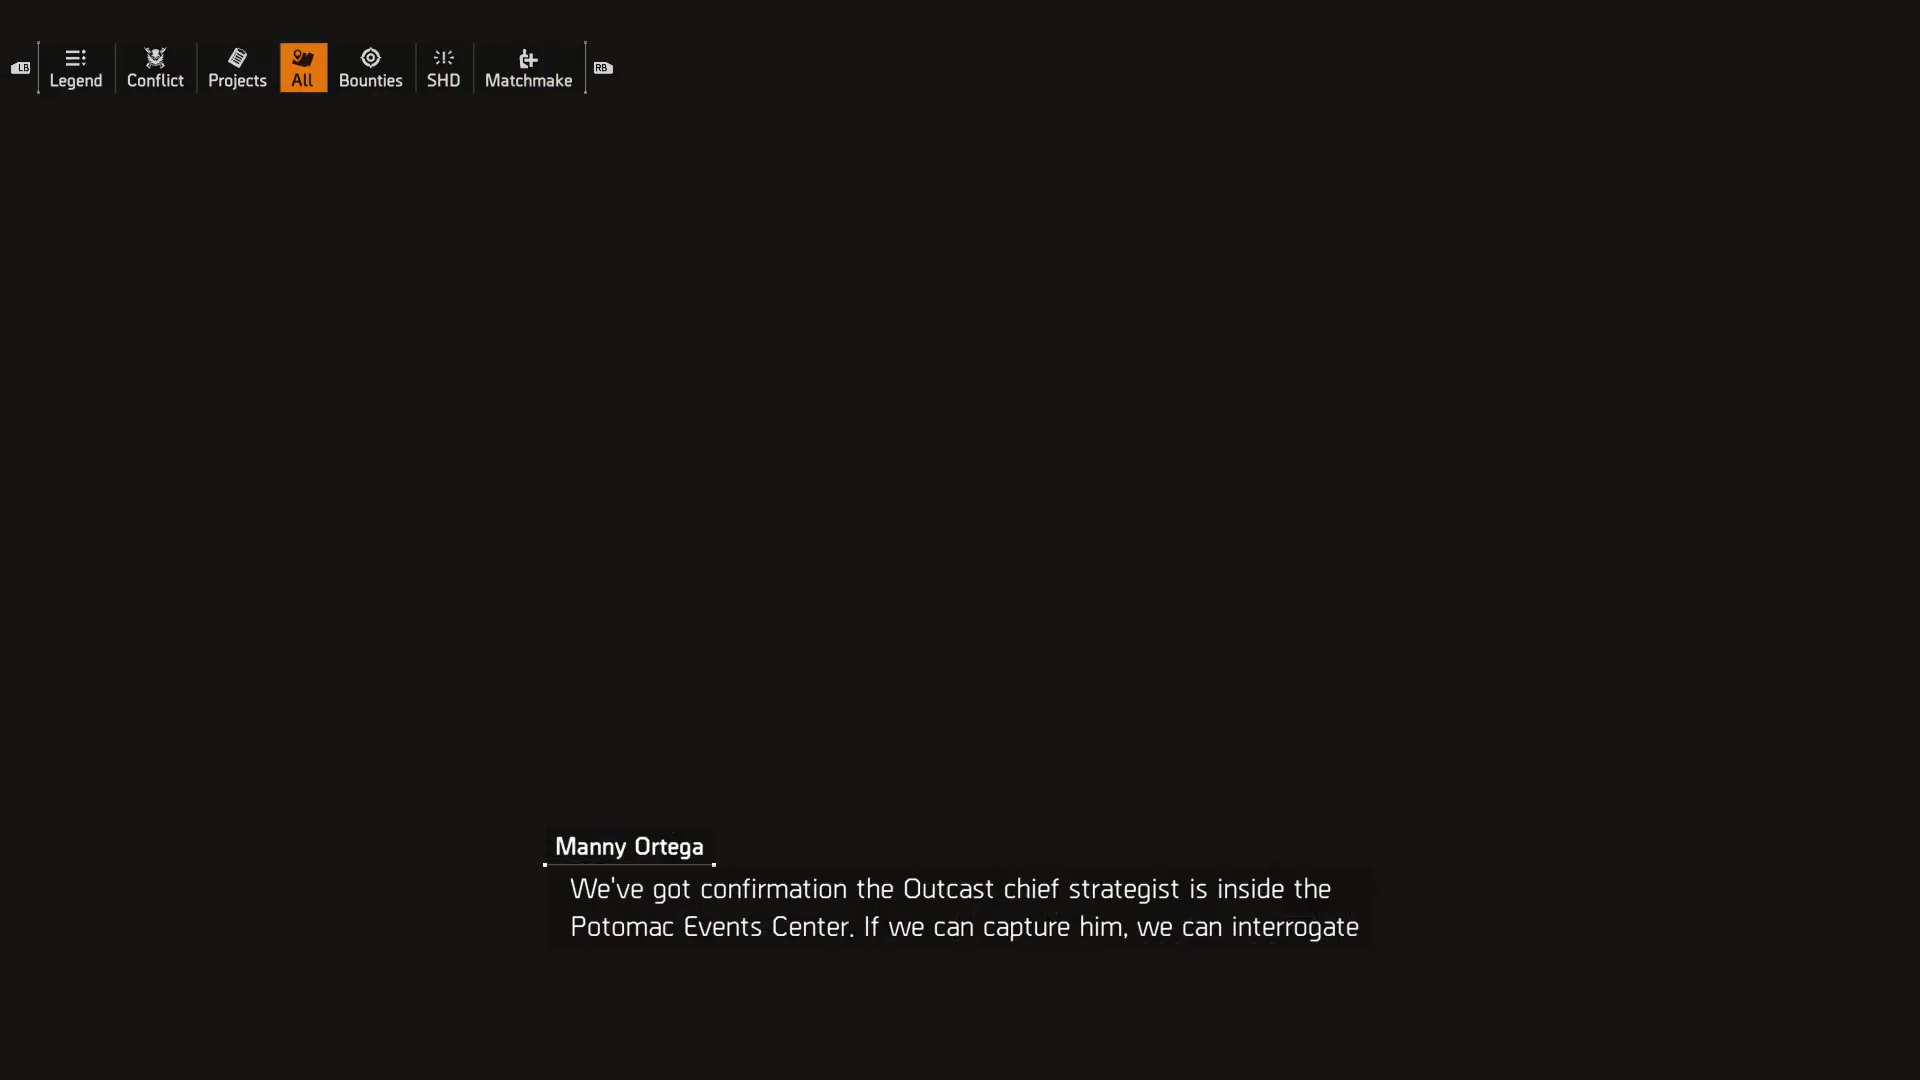 LB
Legend
Conflict
Projects
All
Bounties
SHD
Matchmake
RB
Manny Ortega
We've got confirmation the Outcast chief strategist is inside the
Potomac Events Center. If we can capture him, we can interrogate